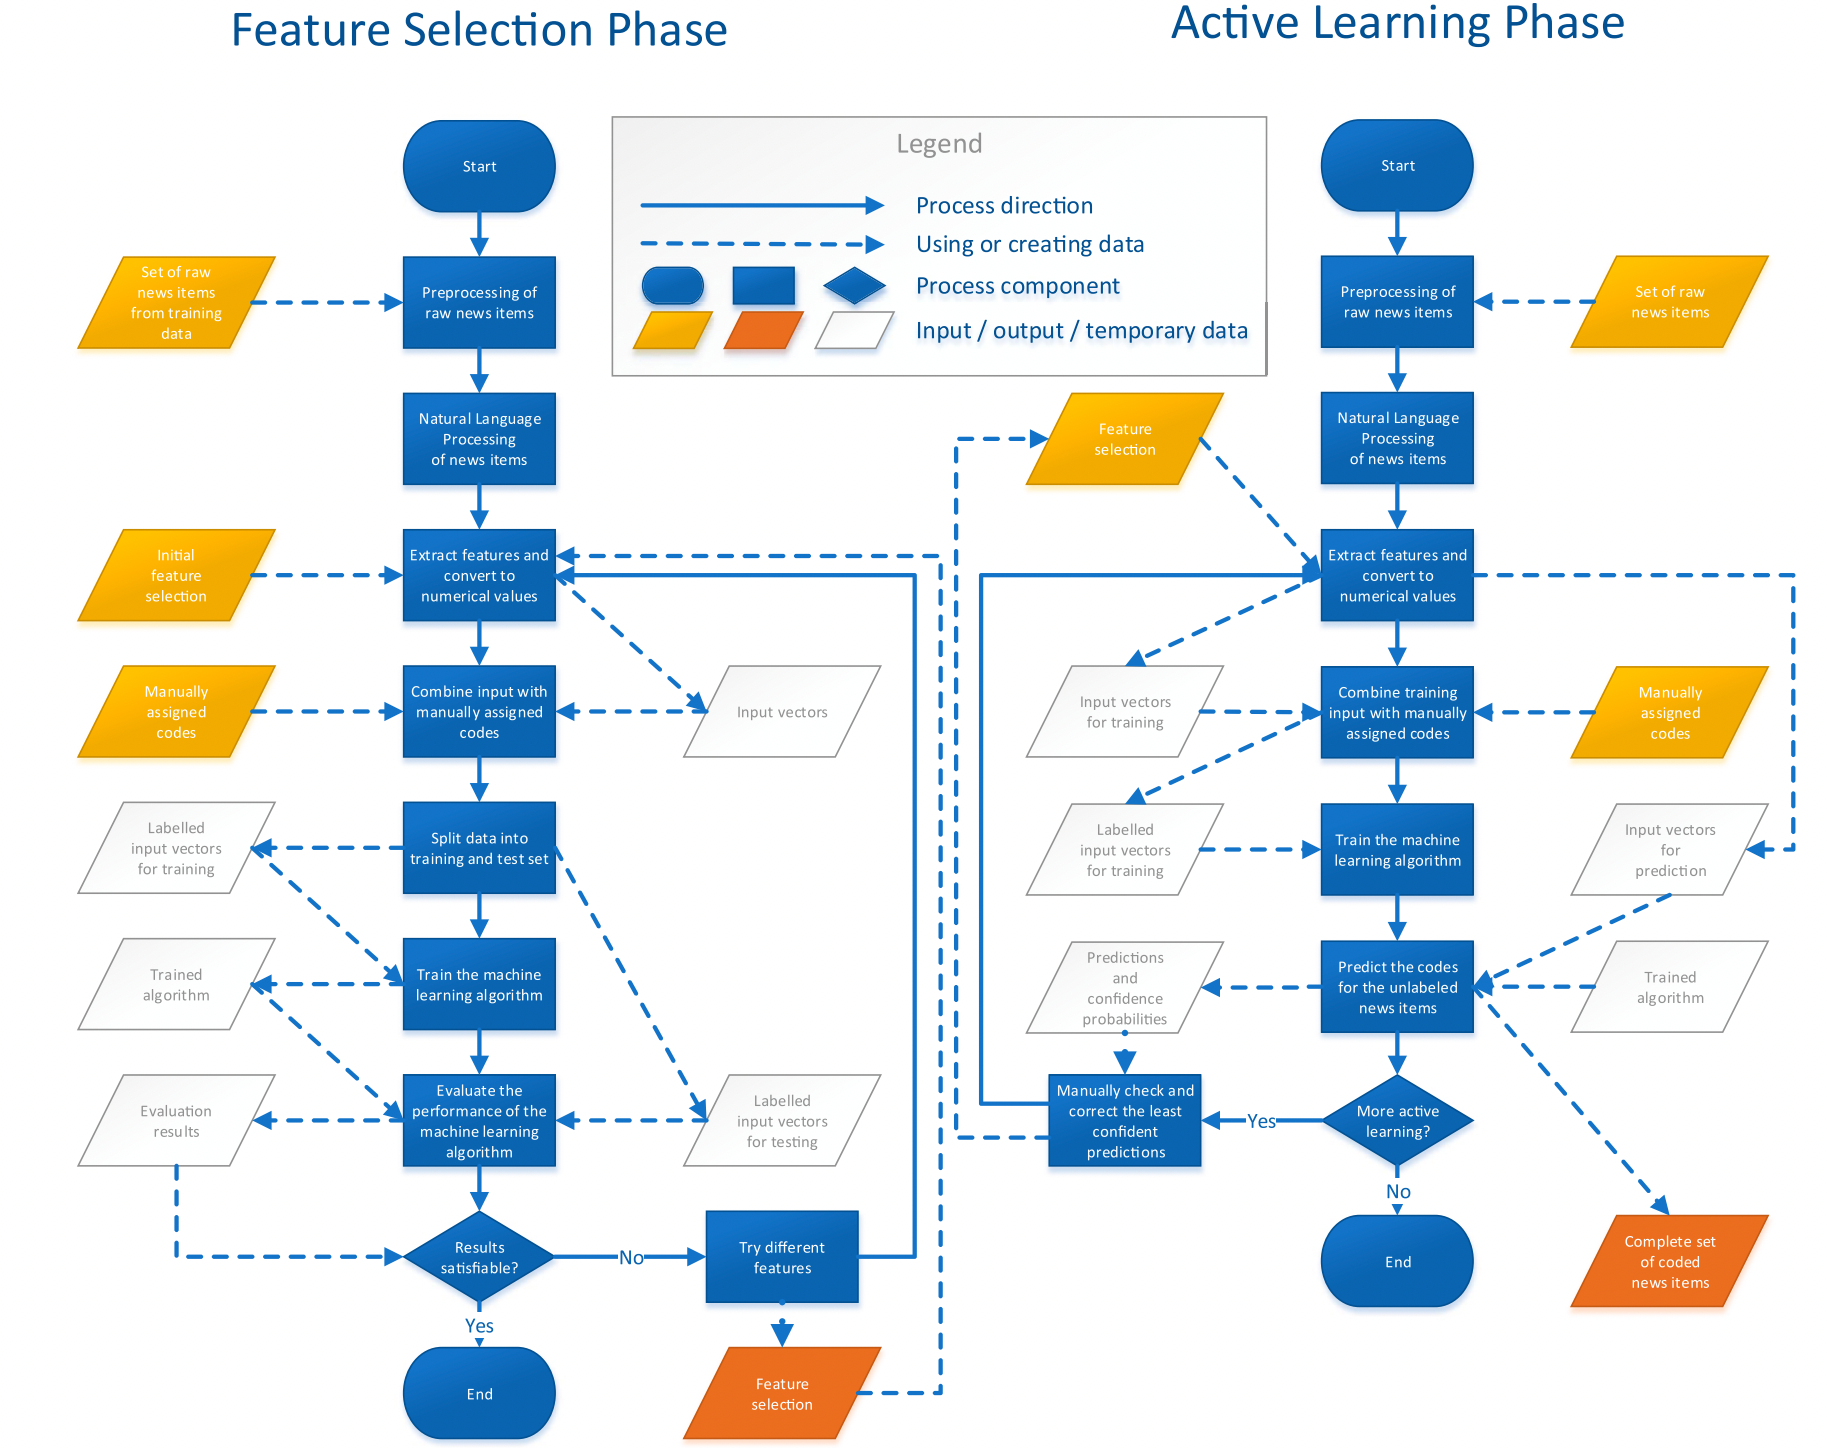 Feature Selection Phase
Active Learning Phase
Legend
Process direction
Using or creating data
Process component
Input / output / temporary data
Start
Set of raw
news items
from training
data
Preprocessing of
raw news items
Natural Language
Processing
of news items
Initial
feature
selection
Extract features and
convert to
numerical values
Manually
assigned
codes
Combine input with
manually assigned
codes
Input vectors
Labelled
input vectors
for training
Split data into
training and test set
Trained
algorithm
Train the machine
learning algorithm
Evaluation
results
Evaluate the
performance of the
machine learning
algorithm
Labelled
input vectors
for testing
Results
satisfiable?
No
Try different
features
Yes
End
Feature
selection
Start
Preprocessing of
raw news items
Set of raw
news items
Feature
selection
Natural Language
Processing
of news items
Extract features and
convert to
numerical values
Input vectors
for training
Combine training
input with manually
assigned codes
Manually
assigned
codes
Labelled
input vectors
for training
Train the machine
learning algorithm
Input vectors
for
prediction
Predictions
and
confidence
probabilities
Predict the codes
for the unlabeled
news items
Trained
algorithm
Manually check and
correct the least
confident
predictions
Yes
More active
learning?
No
End
Complete set
of coded
news items